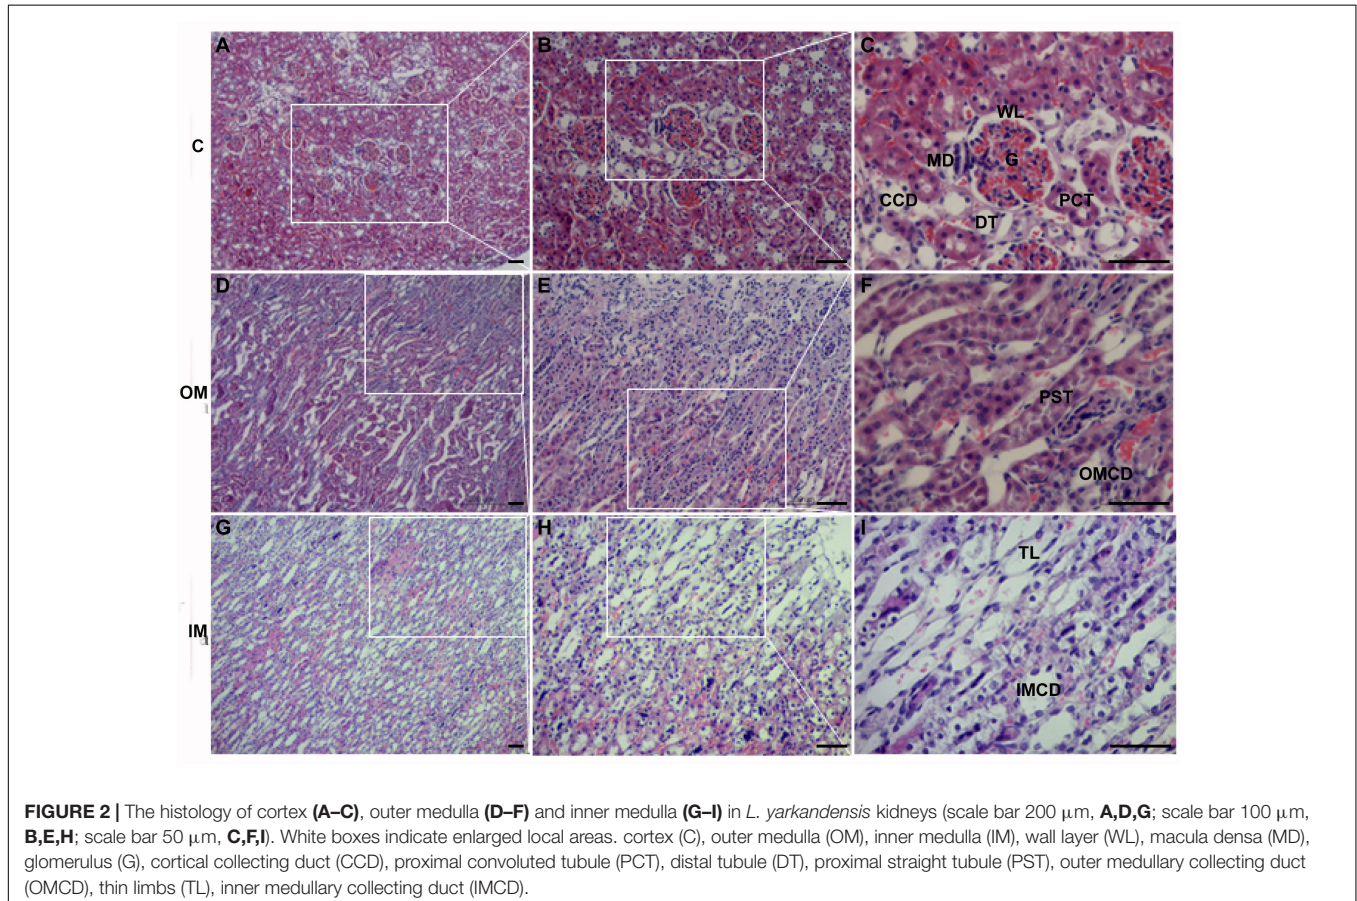 A
B
C
WL
MD
G
C
CCD
PCT
DT
D
E
F
OM
PST
OMCD
G
H
I
TL
IM
IMCD
FIGURE 2 | The histology of cortex (A–C), outer medulla (D–F) and inner medulla (G–I) in L. yarkandensis kidneys (scale bar 200 μm, A,D,G; scale bar 100 μm,
B,E,H; scale bar 50 μm, C,F,I). White boxes indicate enlarged local areas. cortex (C), outer medulla (OM), inner medulla (IM), wall layer (WL), macula densa (MD),
glomerulus (G), cortical collecting duct (CCD), proximal convoluted tubule (PCT), distal tubule (DT), proximal straight tubule (PST), outer medullary collecting duct
(OMCD), thin limbs (TL), inner medullary collecting duct (IMCD).